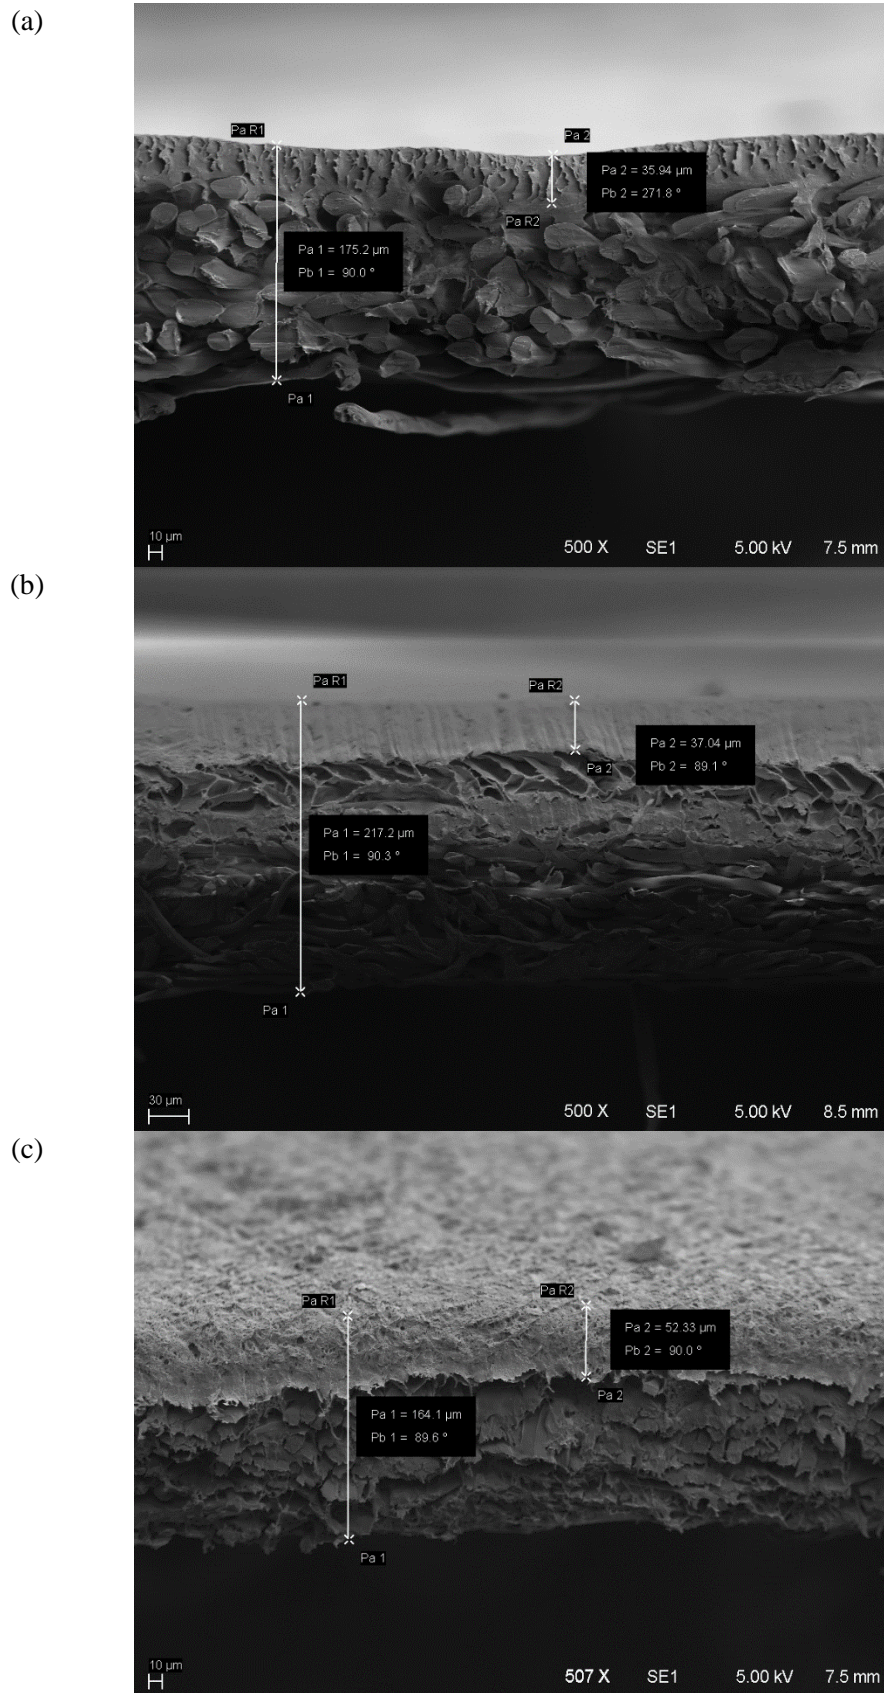 (a)
Pa R1
Pa 2
Pa 2 = 35.94 µm
Pb 2 = 271.8 °
Pa R2
Pa 1 = 175.2 µm
Pb 1 = 90.0 °
Pa 1
10 µm
500 X SE1 5.00 kV 7.5 mm
(b)
Pa R1
Pa R2
Pa 2 = 37.04 µm
Pb 2 = 89.1 °
Pa 2
Pa 1 = 217.2 µm
Pb 1 = 90.3 °
Pa 1
30 µm
500 X SE1 5.00 kV 8.5 mm
(c)
Pa R2
Pa R1
Pa 2 = 52.33 µm
Pb 2 = 90.0 °
Pa 2
Pa 1 = 164.1 µm
Pb 1 = 89.6 °
Pa 1
10 µm
507 X SE1 5.00 kV 7.5 mm